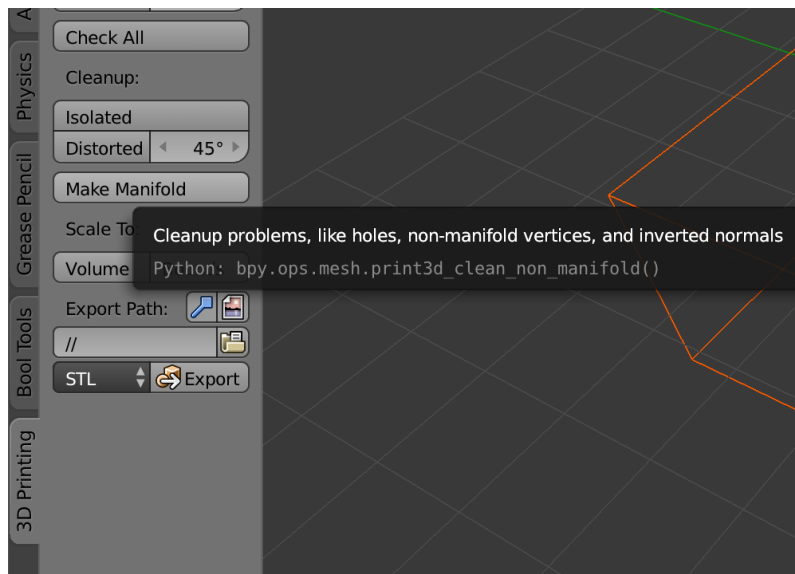 Check All
Cleanup:
Isolated
Distorted 45°
Make Manifold
Scale To
Cleanup problems, like holes, non-manifold vertices, and inverted normals
Volume
Python: bpy.ops.mesh.print3d_clean_non_manifold()
Export Path:
//
STL Export
A
Physics
Grease Pencil
Bool Tools
3D Printing